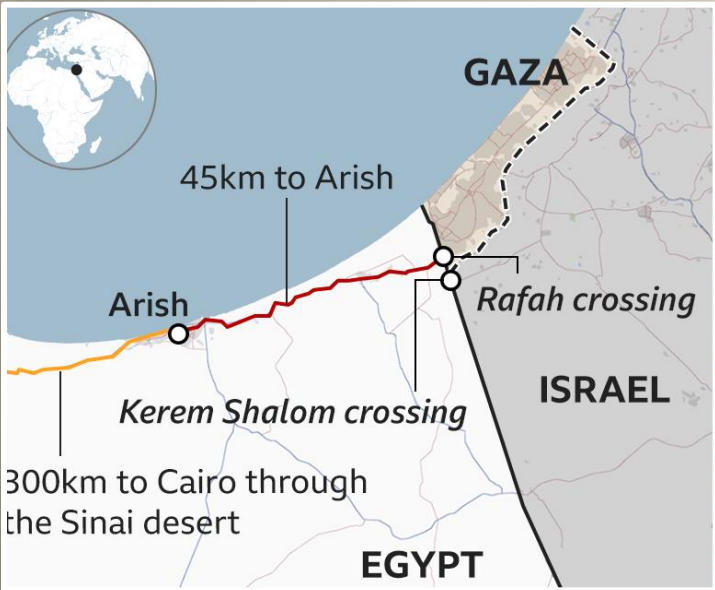 GAZA
45km to Arish
Arish
Rafah crossing
ISRAEL
Kerem Shalom crossing
300km to Cairo through
the Sinai desert
EGYPT